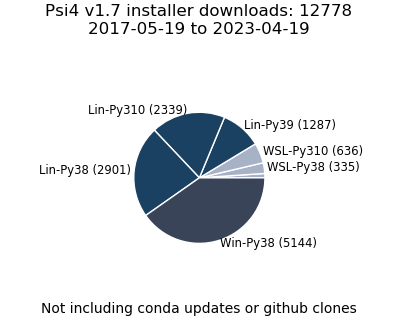 Psi4 v1.7 installer downloads: 12778
2017-05-19 to 2023-04-19
Lin-Py310 (2339)
Lin-Py39 (1287)
WSL-Py310 (636)
WSL-Py38 (335)
Lin-Py38 (2901)
Win-Py38 (5144)
Not including conda updates or github clones